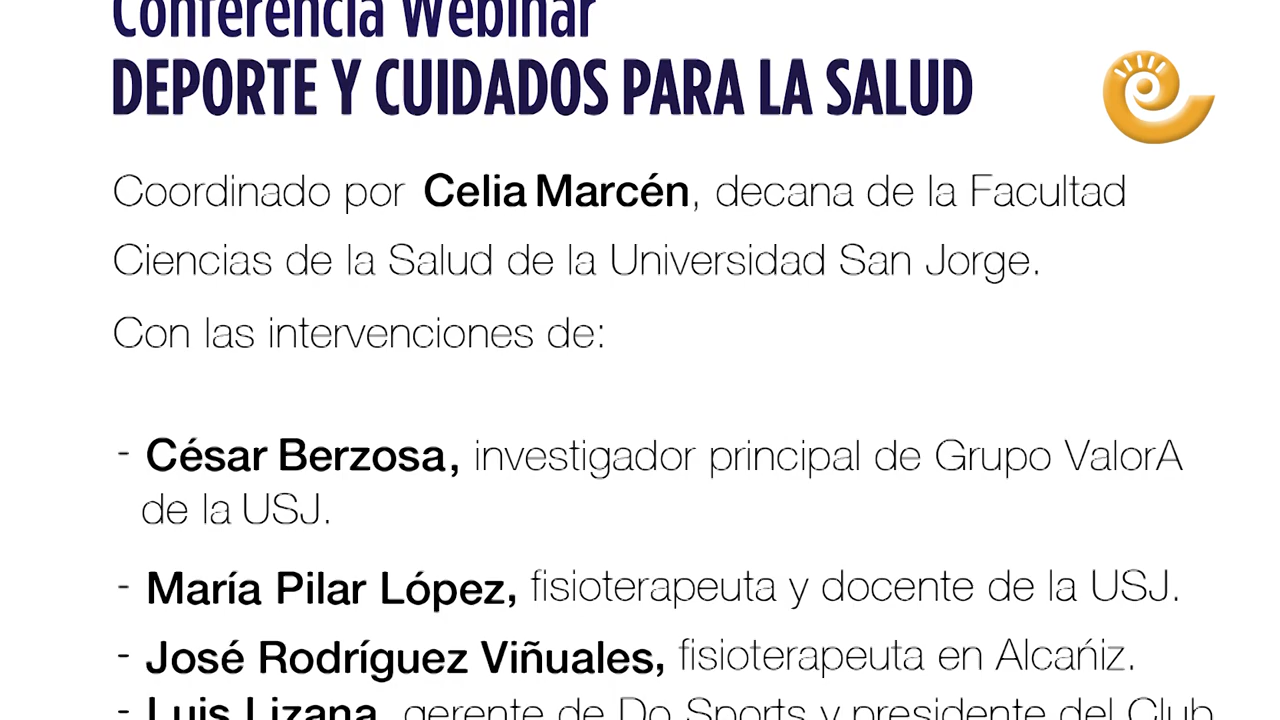 Conferencia Webinar
DEPORTE Y CUIDADOS PARA LA SALUD
Coordinado por Celia Marcén, decana de la Facultad
Ciencias de la Salud de la Universidad San Jorge.
Con las intervenciones de:
- César Berzosa, investigador principal de Grupo ValorA
de la USJ.
- María Pilar López, fisioterapeuta y docente de la USJ.
- José Rodríguez Viñuales, fisioterapeuta en Alcańiz.
- Luis Lizana, gerente de Do Sports y presidente del Club